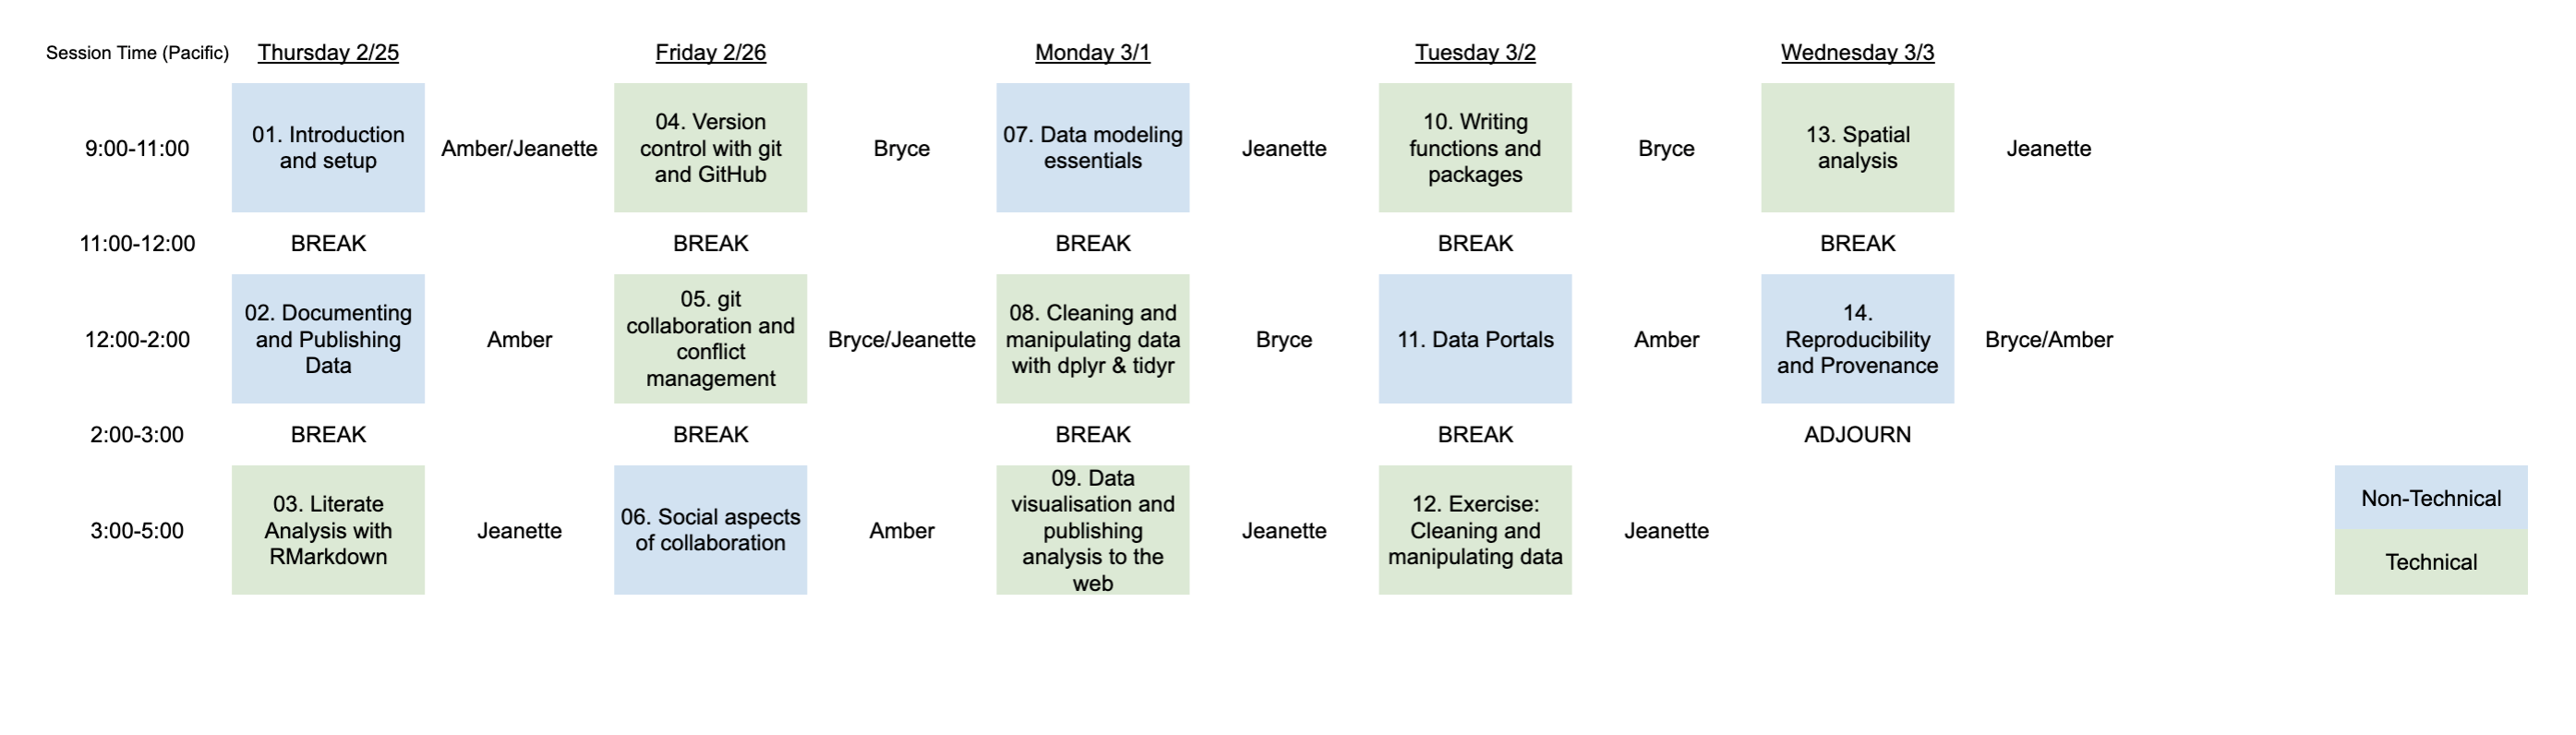 Session Time (Pacific) Thursday 2/25 Friday 2/26 Monday 3/1 Tuesday 3/2 Wednesday 3/3
9:00-11:00
01. Introduction
and setup
Amber/Jeanette
04. Version
control with git
and GitHub
Bryce
07. Data modeling
essentials
Jeanette
10. Writing
functions and
packages
Bryce
13. Spatial
analysis
Jeanette
11:00-12:00 BREAK BREAK BREAK BREAK BREAK
12:00-2:00
02. Documenting
and Publishing
Data
Amber
05. git
collaboration and
conflict
management
Bryce/Jeanette
08. Cleaning and
manipulating data
with dplyr & tidyr
Bryce
11. Data Portals
Amber
14.
Reproducibility
and Provenance
Bryce/Amber
2:00-3:00 BREAK BREAK BREAK BREAK ADJOURN
3:00-5:00
03. Literate
Analysis with
RMarkdown
Jeanette
06. Social aspects
of collaboration
Amber
09. Data
visualisation and
publishing
analysis to the
web
Jeanette
12. Exercise:
Cleaning and
manipulating data
Jeanette
Non-Technical
Technical